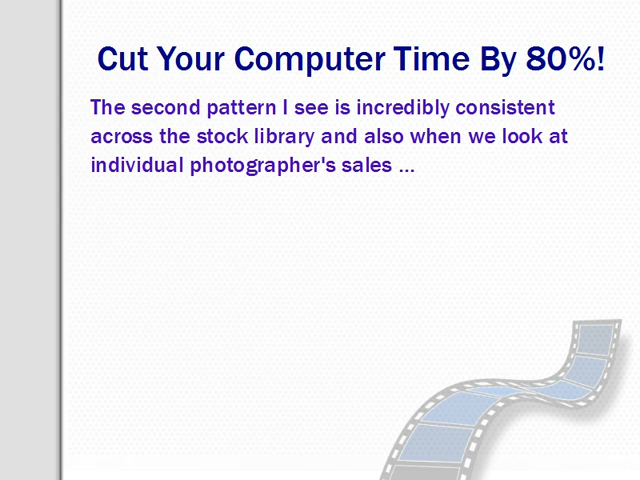 Cut Your Computer Time By 80%!
The second pattern I see is incredibly consistent
across the stock library and also when we look at
individual photographer's sales ...